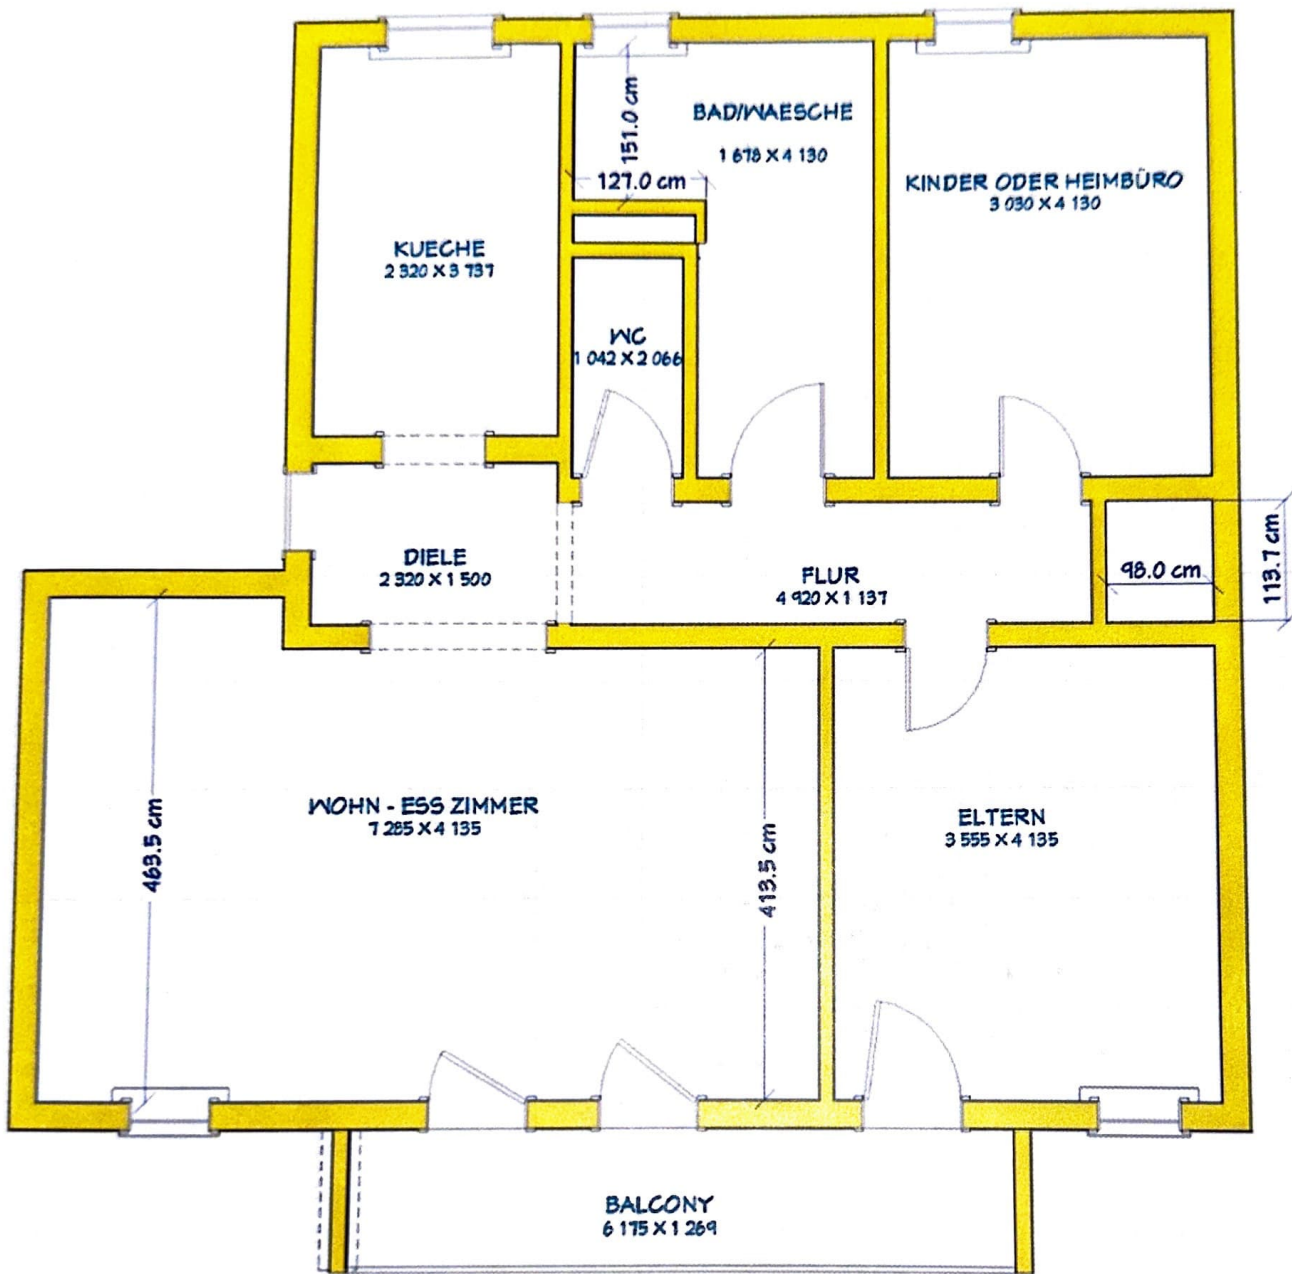 BAD/WAESCHE
1 678 X 4 130
151.0 cm
127.0 cm
KINDER ODER HEIMBÜRO
3 030 X 4 130
KUECHE
2 320 X 3 737
WC
1 042 X 2 066
DIELE
2 320 X 1 500
FLUR
4 920 X 1 137
98.0 cm
113.7 cm
WOHN - ESS ZIMMER
7 285 X 4 135
463.5 cm
413.5 cm
ELTERN
3 555 X 4 135
BALCONY
6 175 X 1 269